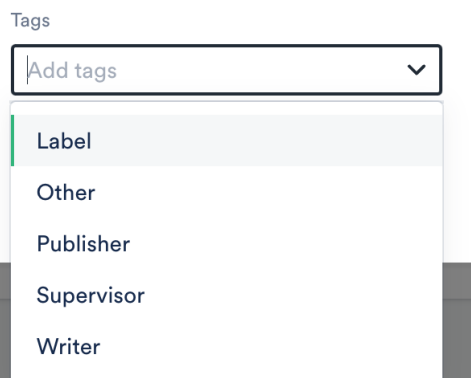 Tags
Add tags
Label
Other
Publisher
Supervisor
Writer